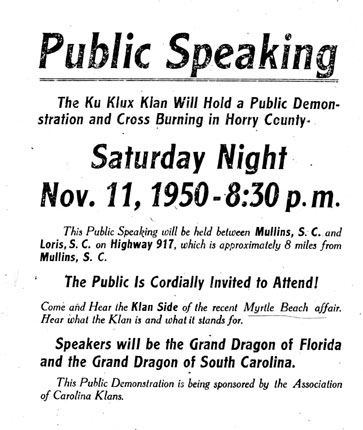 Public Speaking
The Ku Klux Klan Will Hold a Public Demon-
stration and Cross Burning in Horry County-
Saturday Night
Nov. 11, 1950-8:30 p.m.
This Public Speaking will be held between Mullins, S. C. and
Loris, S. C. on Highway 917, which is approximately 8 miles from
Mullins, S. C.
The Public Is Cordially Invited to Attend!
Come and Hear the Klan Side of the recent Myrtle Beach affair.
Hear what the Klan is and what it stands for.
Speakers will be the Grand Dragon of Florida
and the Grand Dragon of South Carolina.
This Public Demonstration is being sponsored by the Association
of Carolina Klans.